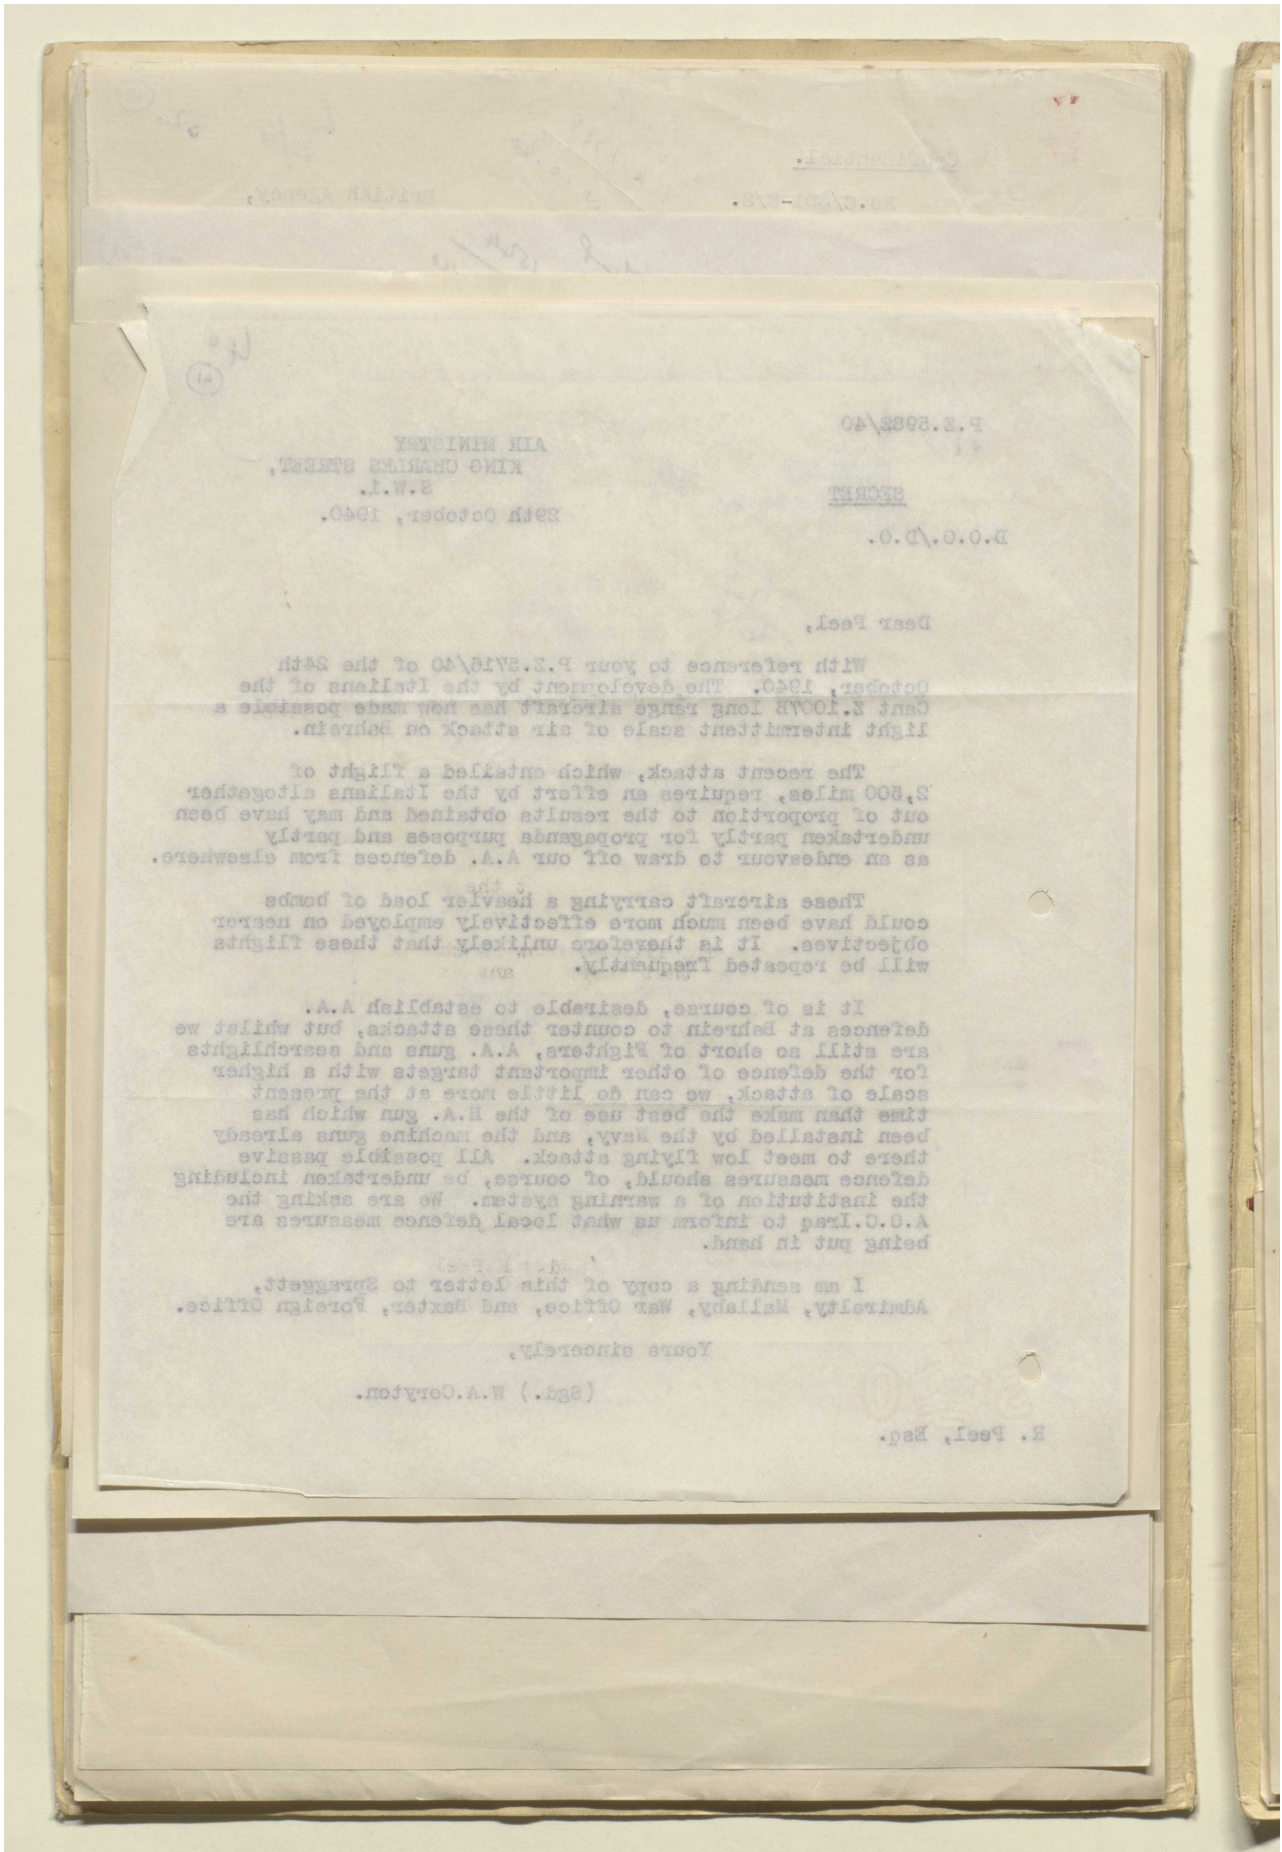 Confidential.
British Agency,
P.Z.5982/40
AIR MINISTRY
KING CHARLES STREET,
S.W.1.
SECRET
29th October, 1940.
D.O.O./D.O.
Dear Peel,
With reference to your P.Z.5716/40 of the 24th
October, 1940. The development by the Italians of the
Cant Z.1007B long range aircraft has now made possible a
light intermittent scale of air attack on Bahrein.
The recent attack, which entailed a flight of
2,500 miles, requires an effort by the Italians altogether
out of proportion to the results obtained and may have been
undertaken partly for propaganda purposes and partly
as an endeavour to draw off our A.A. defences from elsewhere.
These aircraft carrying a heavier load of bombs
could have been much more effectively employed on nearer
objectives. It is therefore unlikely that these flights
will be repeated frequently.
It is of course, desirable to establish A.A.
defences at Bahrein to counter these attacks, but whilst we
are still so short of Fighters, A.A. guns and searchlights
for the defence of other important targets with a higher
scale of attack, we can do little more at the present
time than make the best use of the H.A. gun which has
been installed by the Navy, and the machine guns already
there to meet low flying attack. All possible passive
defence measures should, of course, be undertaken including
the institution of a warning system. We are asking the
A.O.C.Iraq to inform us what local defence measures are
being put in hand.
I am sending a copy of this letter to Spraggett,
Admiralty, Mallaby, War Office, and Baxter, Foreign Office.
Yours sincerely,
(Sgd.) W.A.Coryton.
R. Peel, Esq.